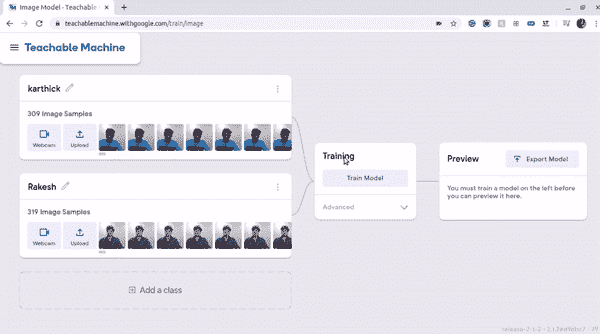 Image Model - Teachable
teachablemachine.withgoogle.com/train/image
Teachable Machine
karthick
309 Image Samples
Webcam
Upload
Rakesh
319 Image Samples
Webcam
Upload
Add a class
Training
Train Model
Advanced
Preview
Export Model
You must train a model on the left before
you can preview it here.